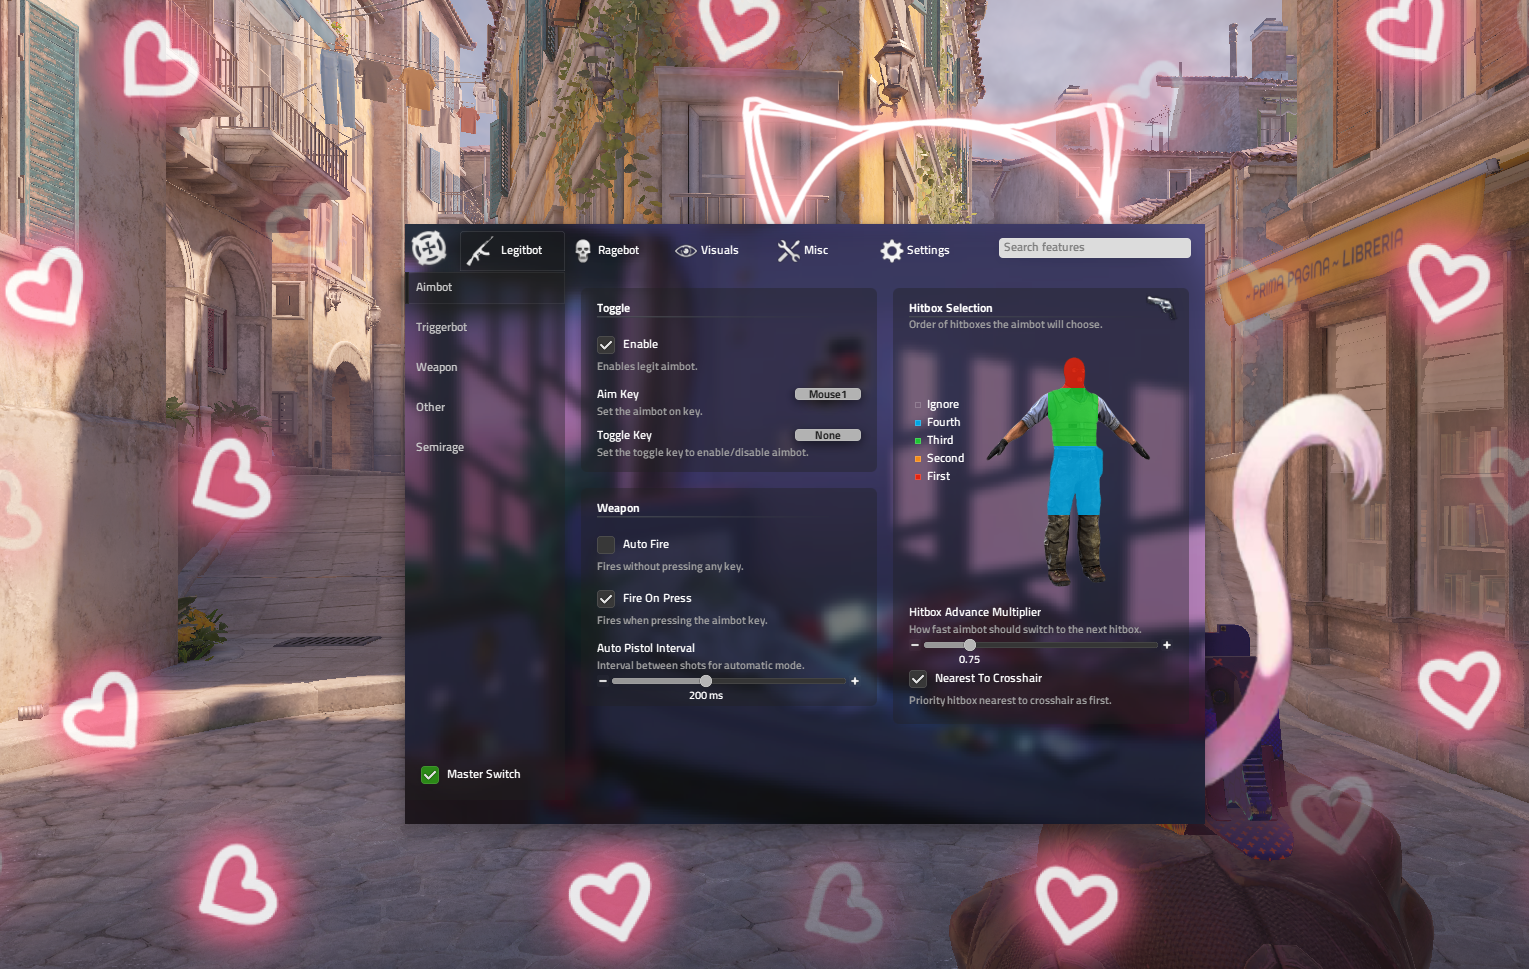 Legitbot
Ragebot
Visuals
Misc
Settings
Search features
Aimbot
Triggerbot
Weapon
Other
Semirage
Master Switch
Toggle
Enable
Enables legit aimbot.
Aim Key
Mouse1
Set the aimbot on key.
Toggle Key
None
Set the toggle key to enable/disable aimbot.
Weapon
Auto Fire
Fires without pressing any key.
Fire On Press
Fires when pressing the aimbot key.
Auto Pistol Interval
Interval between shots for automatic mode.
200 ms
Hitbox Selection
Order of hitboxes the aimbot will choose.
Ignore
Fourth
Third
Second
First
Hitbox Advance Multiplier
How fast aimbot should switch to the next hitbox.
0.75
Nearest To Crosshair
Priority hitbox nearest to crosshair as first.
PRIMA PAGINA ~ LIBRERIA